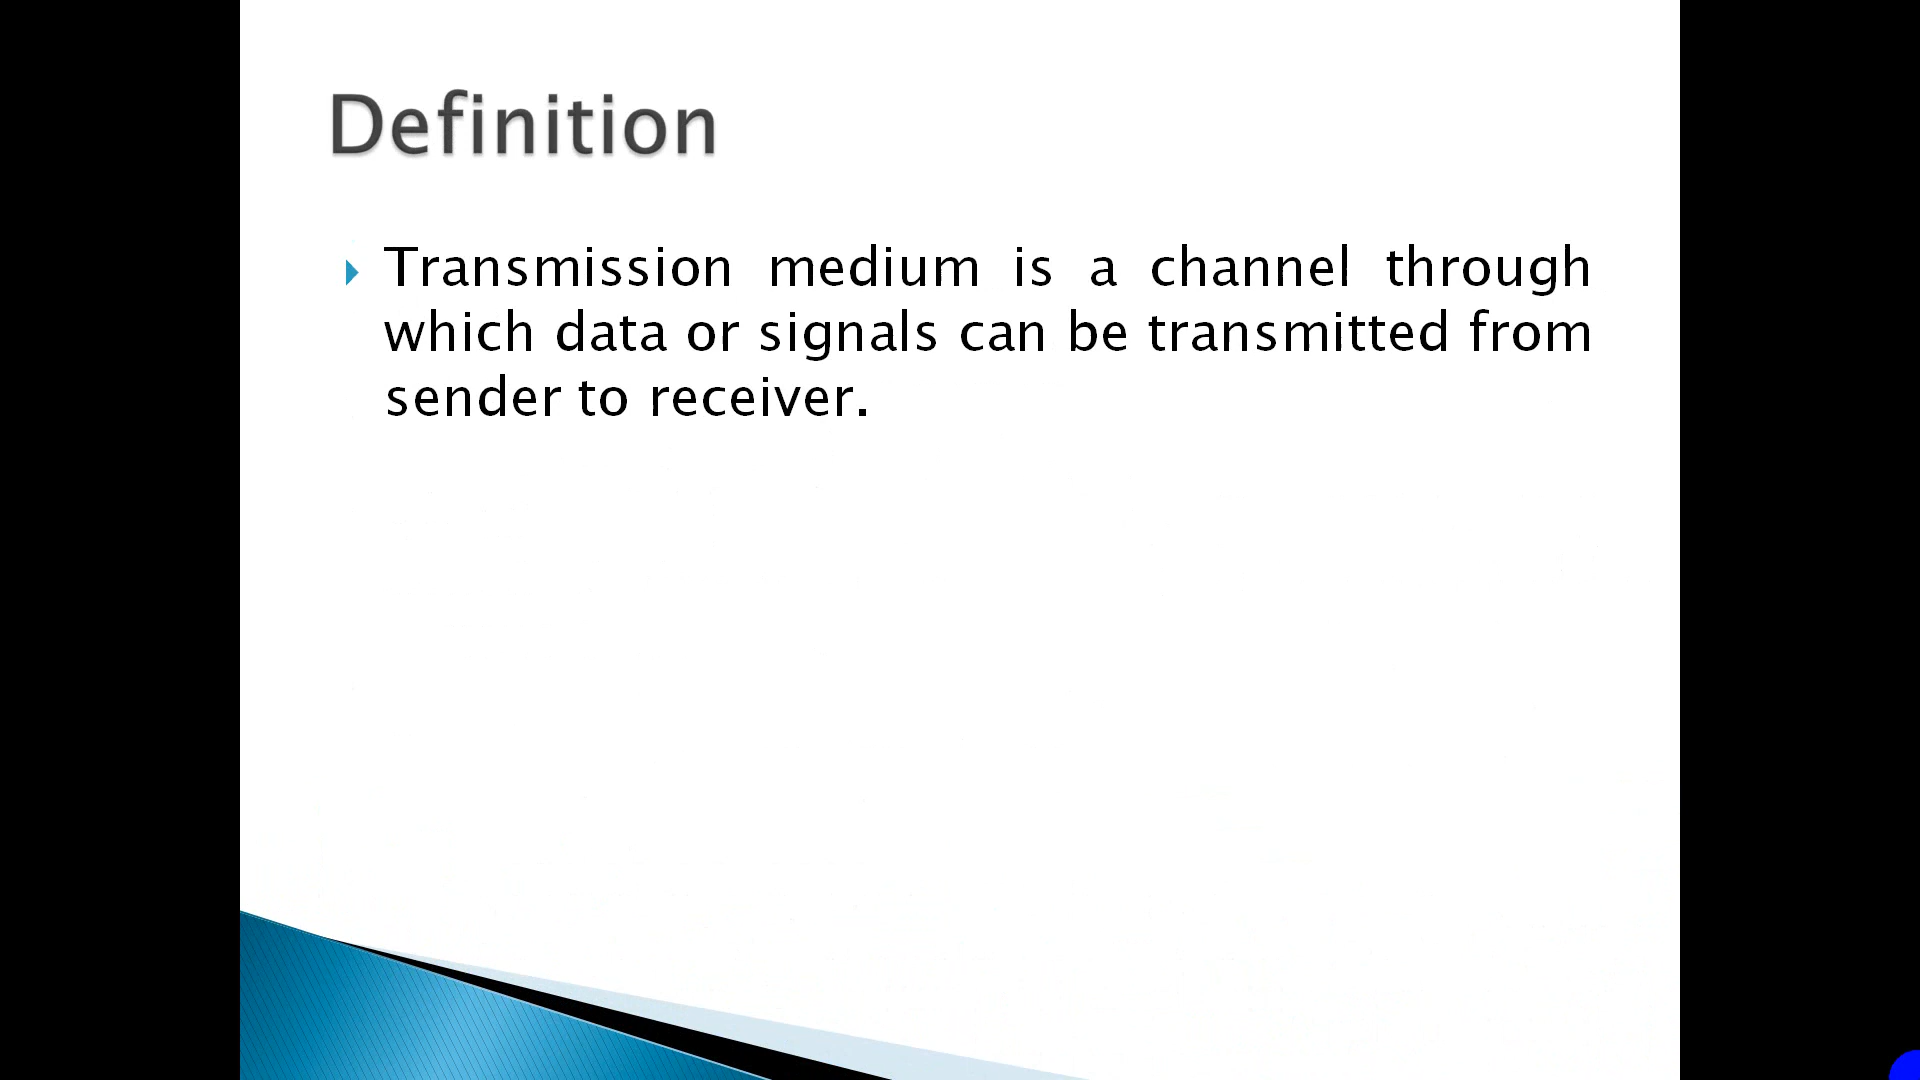 Definition
Transmission medium is a channel through
which data or signals can be transmitted from
sender to receiver.